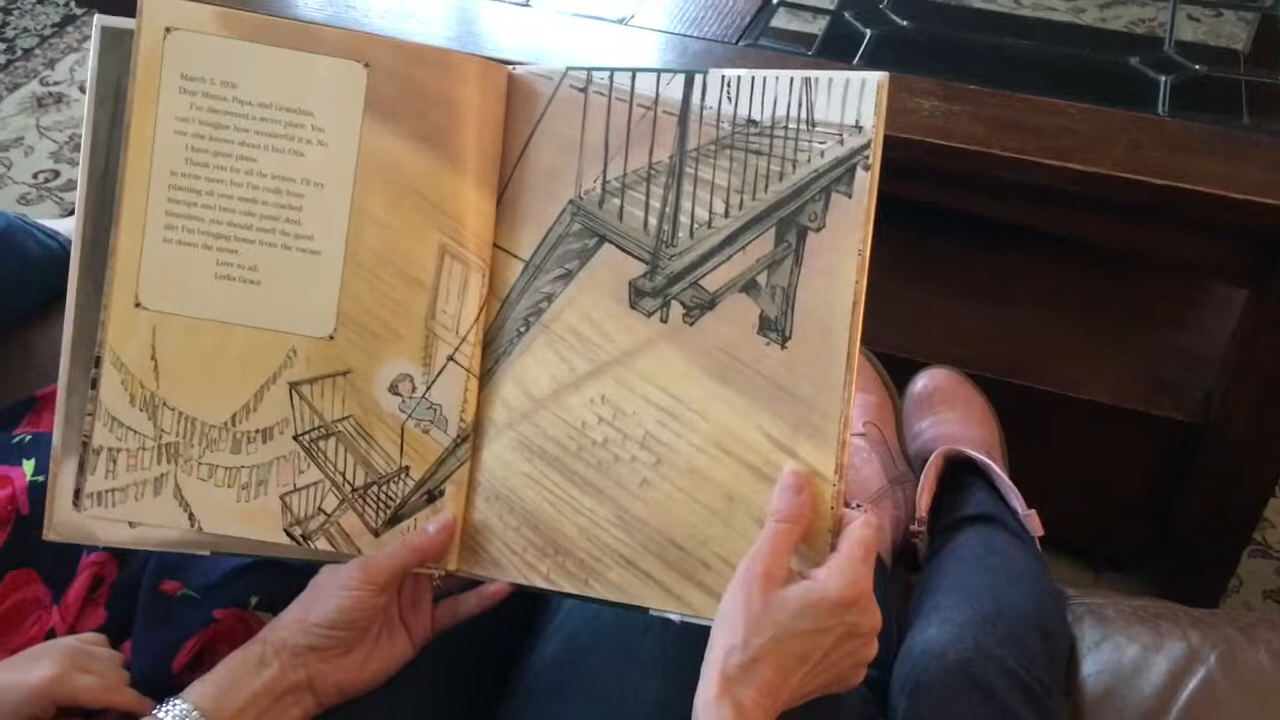 March 5, 1936
Dear Mama, Papa, and Grandma,
I've discovered a secret place. You
can't imagine how wonderful it is. No
one else knows about it but Otis.
I have great plans.
Thank you for all the letters. I'll try
to write more, but I'm really busy
planting all your seeds in cracked
teacups and bent cake pans! And,
Grandma, you should smell the good
dirt I'm bringing home from the vacant
lot down the street.
Love to all,
Lydia Grace